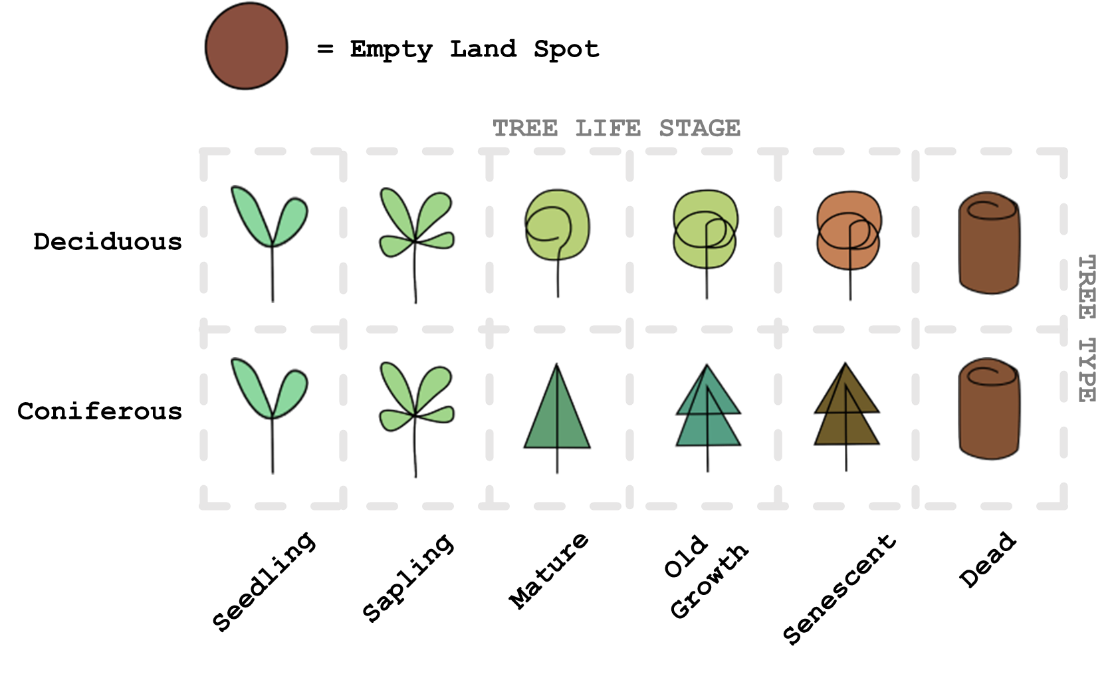 = Empty Land Spot
TREE LIFE STAGE
Deciduous
Coniferous
TREE TYPE
Seedling
Sapling
Mature
Old
Growth
Senescent
Dead